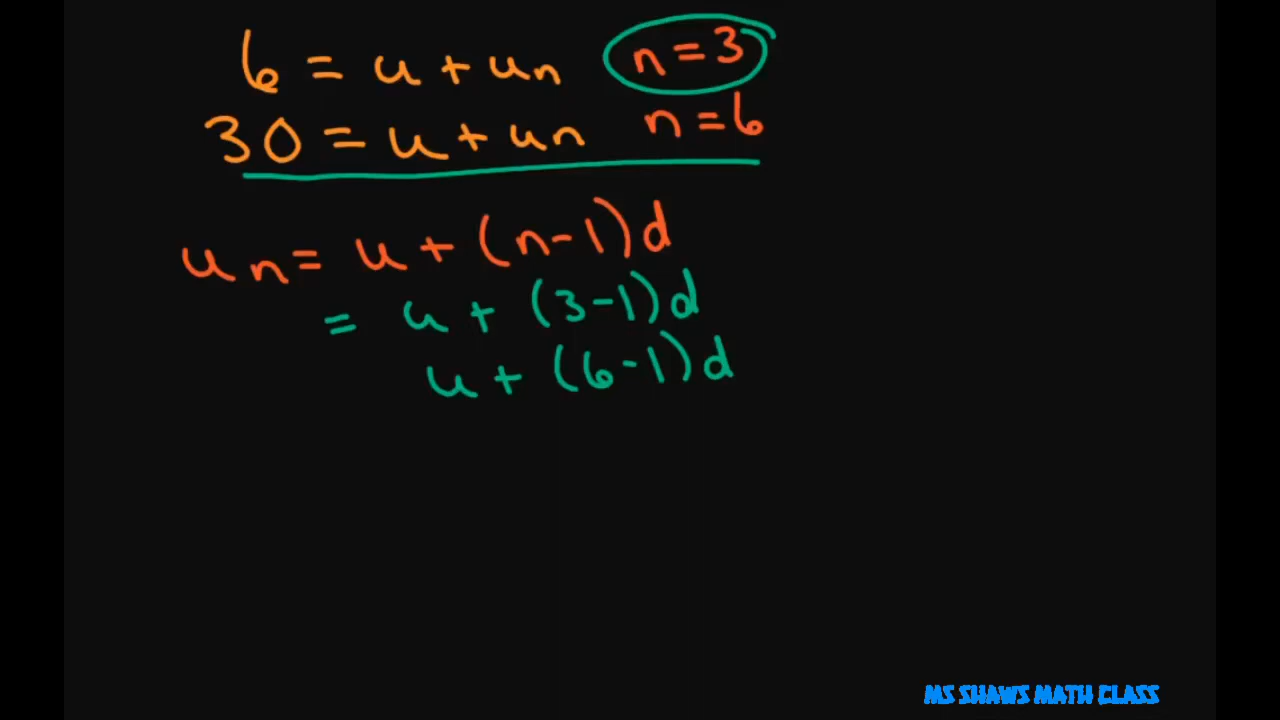 6 = u + un n = 3
30 = u + un n = 6
un = u + (n-1)d
= u + (3-1)d
u + (6-1)d
MS SHAWS MATH CLASS